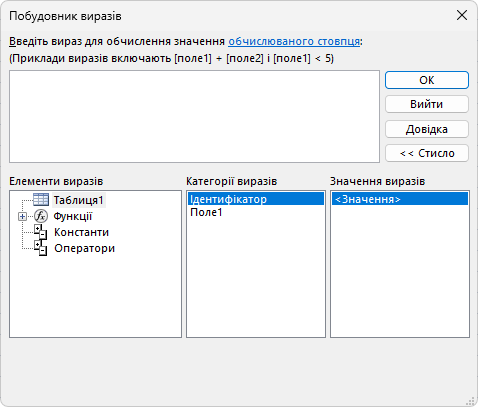 Побудовник виразів
Введіть вираз для обчислення значення обчислюваного стовпця:
(Приклади виразів включають [поле1] + [поле2] і [поле1] < 5)
OK
Вийти
Довідка
<< Стисло
Елементи виразів
Категорії виразів
Значення виразів
Таблиця1
Функції
Константи
Оператори
Ідентифікатор
Поле1
<Значення>